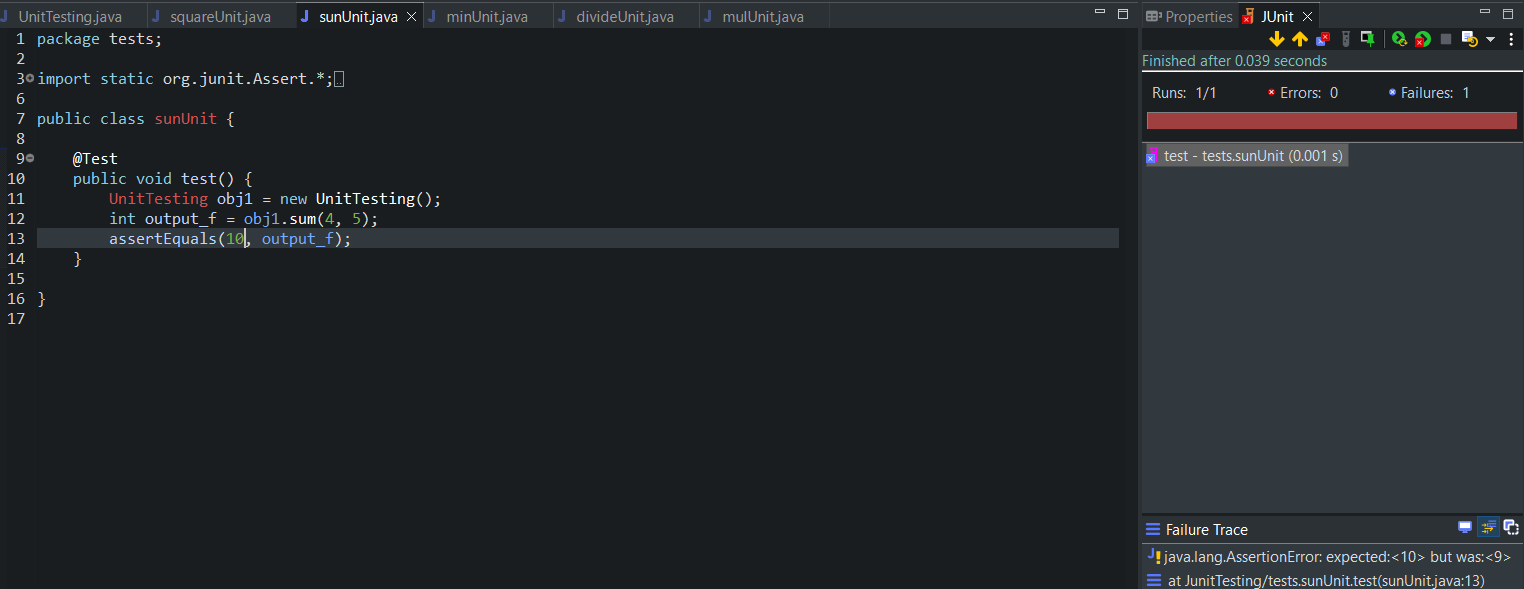 UnitTesting.java squareUnit.java sunUnit.java minUnit.java divideUnit.java mulUnit.java
1 package tests;
2
3 import static org.junit.Assert.*;
6
7 public class sunUnit {
8
9 @Test
10 public void test() {
11 UnitTesting obj1 = new UnitTesting();
12 int output_f = obj1.sum(4, 5);
13 assertEquals(10, output_f);
14 }
15
16 }
17
Properties JUnit
Finished after 0.039 seconds
Runs: 1/1 Errors: 0 Failures: 1
test - tests.sunUnit (0.001 s)
Failure Trace
java.lang.AssertionError: expected:<10> but was:<9>
at JunitTesting/tests.sunUnit.test(sunUnit.java:13)